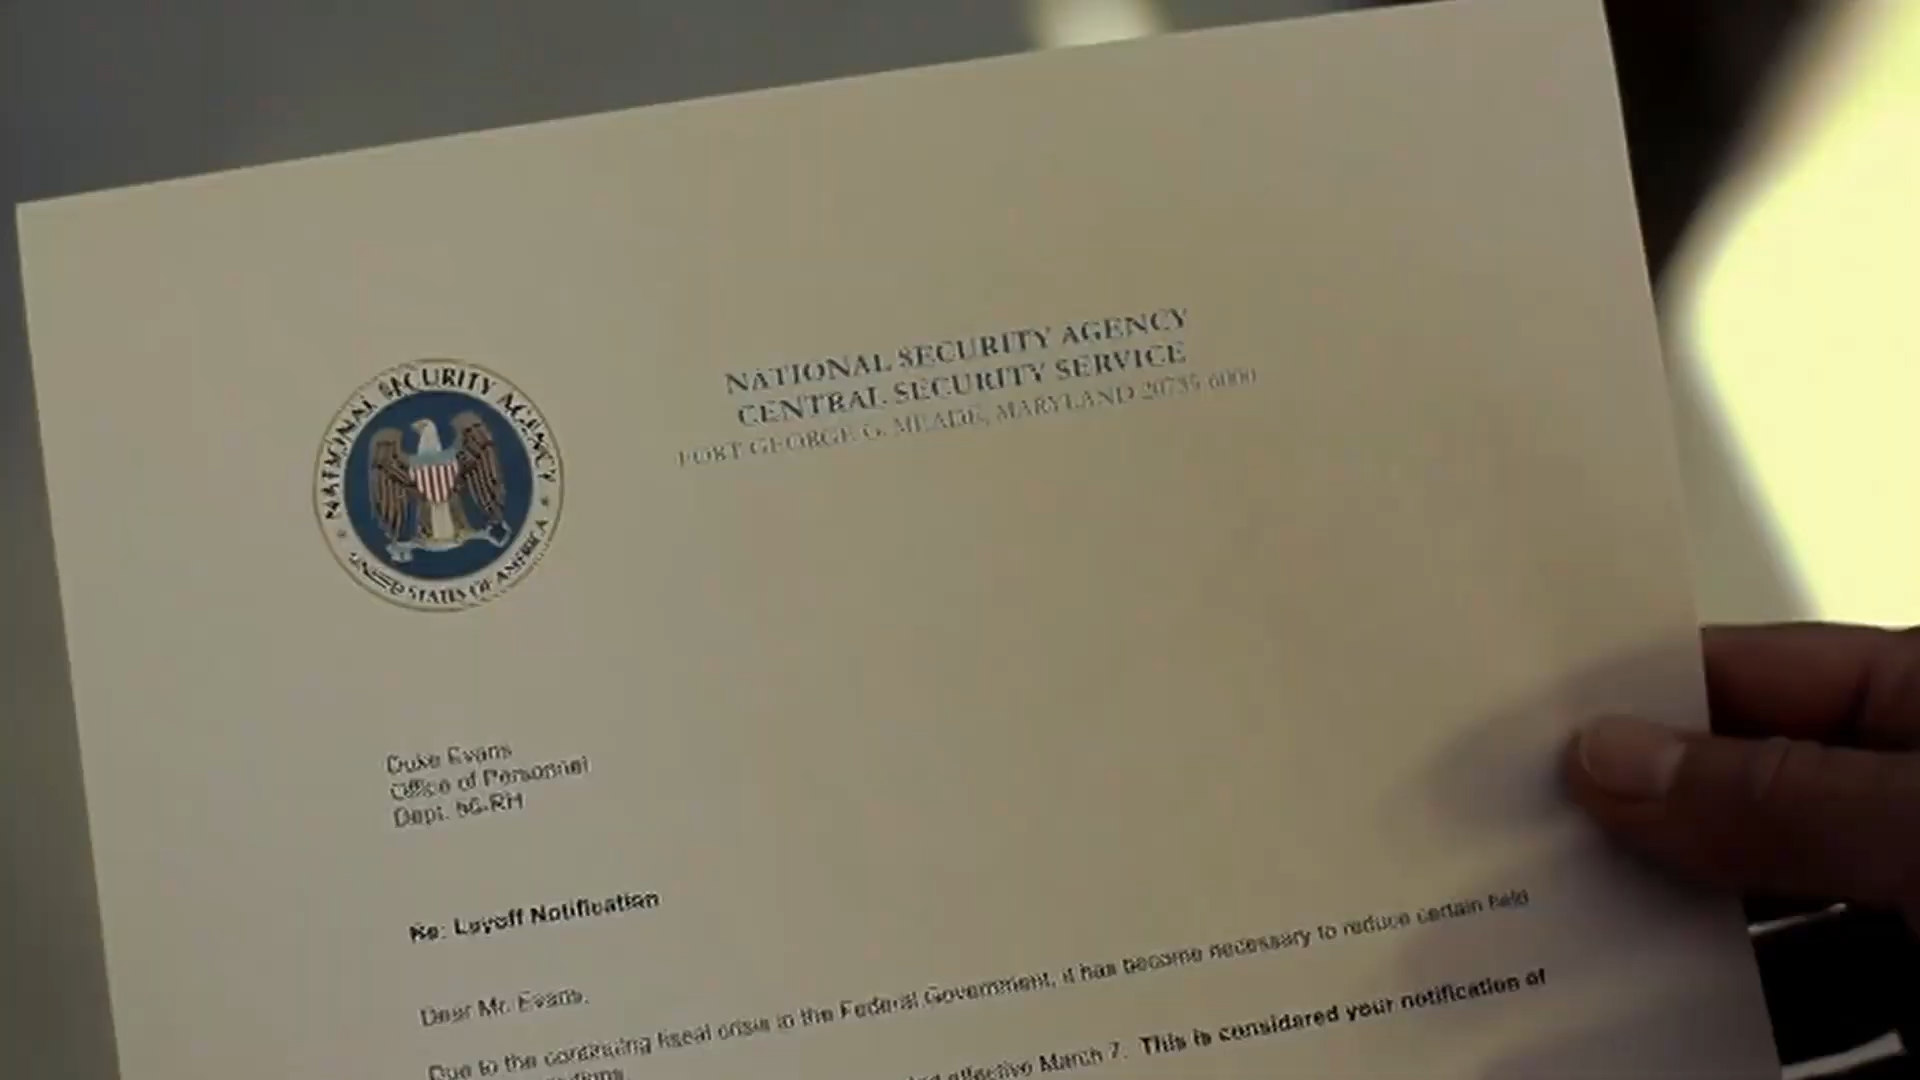 NATIONAL SECURITY AGENCY
CENTRAL SECURITY SERVICE
FORT GEORGE G. MEADE, MARYLAND 20755-6000
NATIONAL SECURITY AGENCY
UNITED STATES OF AMERICA
Duke Evans
Office of Personnel
Dept.
Re: Layoff Notification
Dear Mr. Evans,
Due to the continuing fiscal crisis in the Federal Government, it has become necessary to reduce certain field
effective March 7. This is considered your notification of